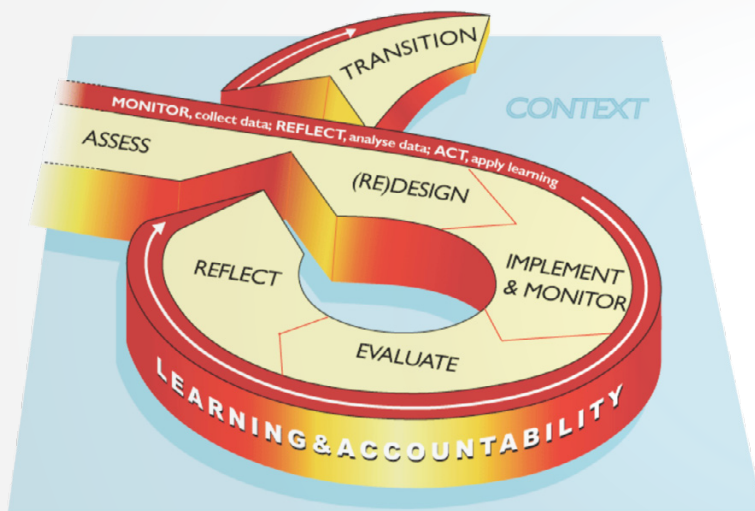 TRANSITION
CONTEXT
MONITOR, collect data; REFLECT, analyse data; ACT, apply learning
ASSESS
(RE)DESIGN
IMPLEMENT
& MONITOR
REFLECT
EVALUATE
LEARNING & ACCOUNTABILITY